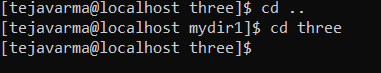 [tejavarma@localhost three]$ cd ..
[tejavarma@localhost mydir1]$ cd three
[tejavarma@localhost three]$